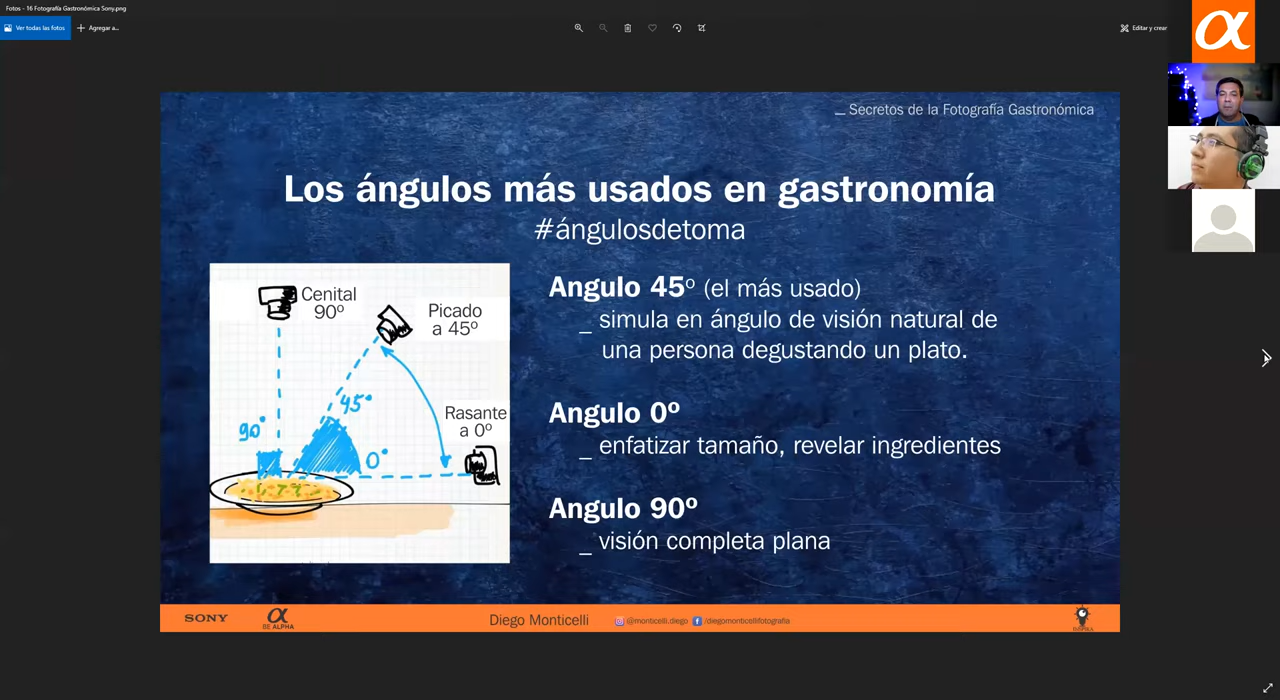 Fotos - 16 Fotografía Gastronómica Sony.png
Ver todas las fotos
Agregar a...
Editar y crear
α
_ Secretos de la Fotografía Gastronómica
Los ángulos más usados en gastronomía
#ángulosdetoma
Cenital
90º
Picado
a 45º
45°
90°
Rasante
a 0º
0°
Angulo 45º (el más usado)
_ simula en ángulo de visión natural de
una persona degustando un plato.
Angulo 0º
_ enfatizar tamaño, revelar ingredientes
Angulo 90º
_ visión completa plana
SONY
α
BE ALPHA
Diego Monticelli
@monticelli.diego
/diegomonticellifotografia